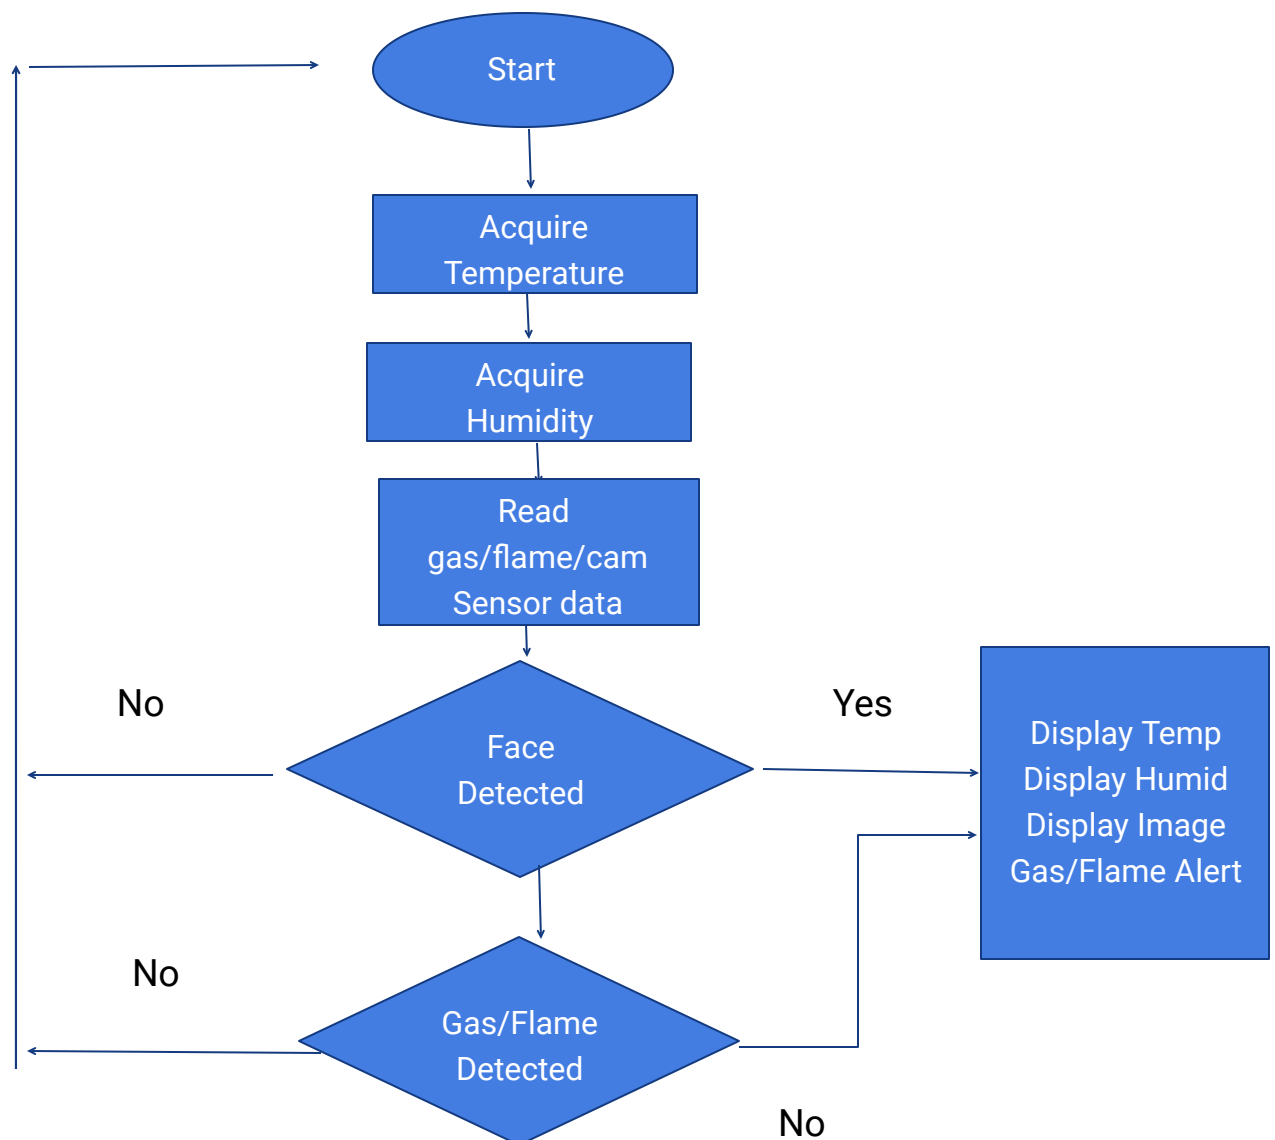 Start
Acquire
Temperature
Acquire
Humidity
Read
gas/flame/cam
Sensor data
No
Yes
Face
Detected
Display Temp
Display Humid
Display Image
Gas/Flame Alert
No
Gas/Flame
Detected
No